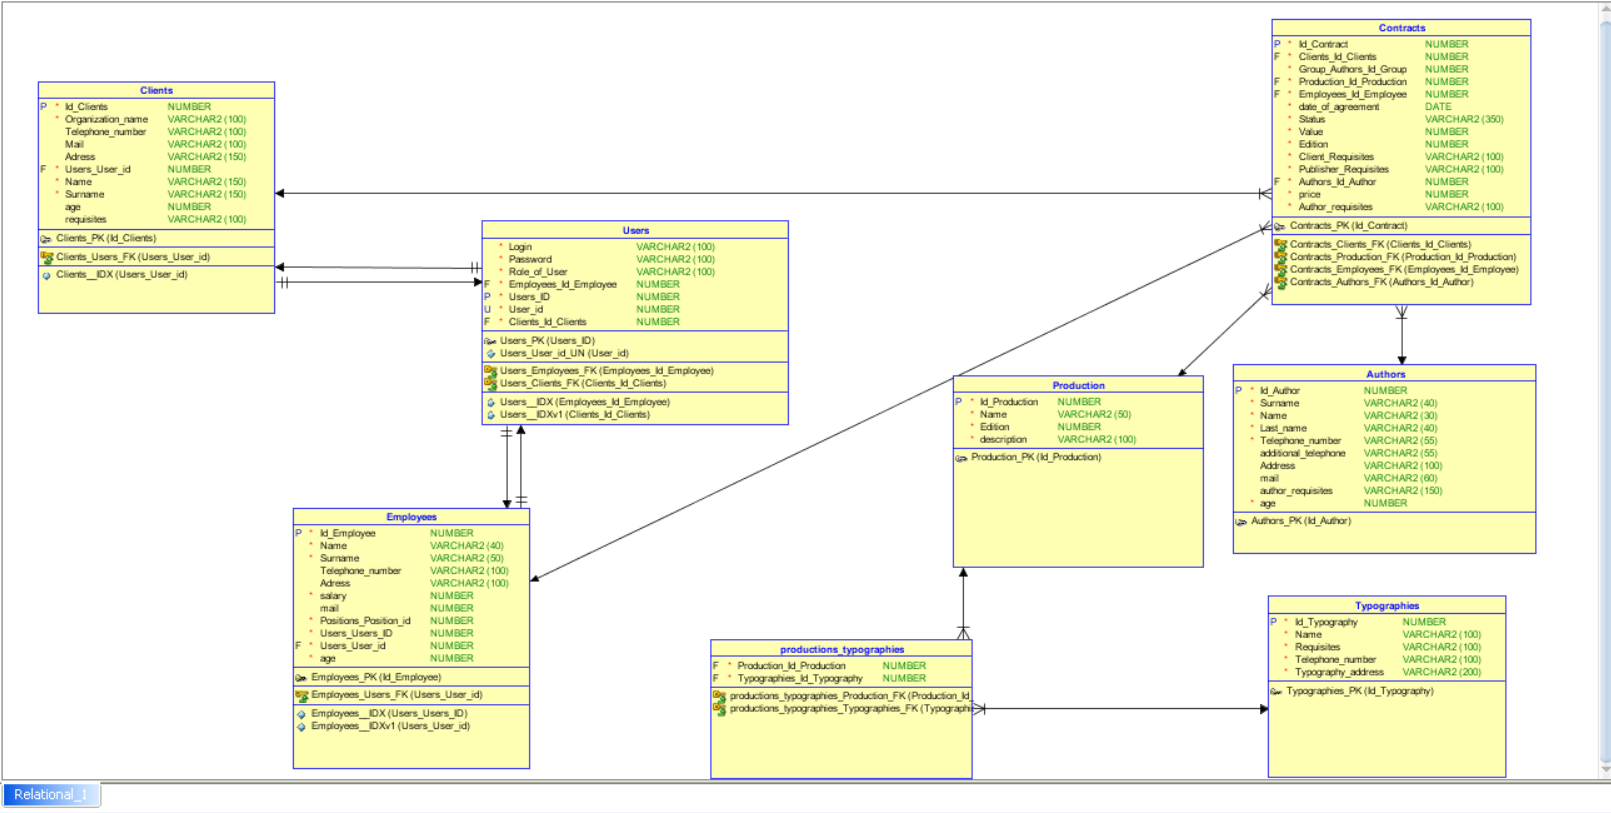 Clients
P * Id_Clients NUMBER
* Organization_name VARCHAR2 (100)
Telephone_number VARCHAR2 (100)
Mail VARCHAR2 (100)
Adress VARCHAR2 (150)
F * Users_User_id NUMBER
* Name VARCHAR2 (150)
* Surname VARCHAR2 (150)
age NUMBER
requisites VARCHAR2 (100)
Clients_PK (Id_Clients)
Clients_Users_FK (Users_User_id)
Clients__IDX (Users_User_id)
Users
* Login VARCHAR2 (100)
* Password VARCHAR2 (100)
* Role_of_User VARCHAR2 (100)
F * Employees_Id_Employee NUMBER
P * Users_ID NUMBER
U * User_id NUMBER
F * Clients_Id_Clients NUMBER
Users_PK (Users_ID)
Users_User_id_UN (User_id)
Users_Employees_FK (Employees_Id_Employee)
Users_Clients_FK (Clients_Id_Clients)
Users__IDX (Employees_Id_Employee)
Users__IDXv1 (Clients_Id_Clients)
Contracts
P * Id_Contract NUMBER
F * Clients_Id_Clients NUMBER
* Group_Authors_Id_Group NUMBER
F * Production_Id_Production NUMBER
F * Employees_Id_Employee NUMBER
* date_of_agreement DATE
* Status VARCHAR2 (350)
* Value NUMBER
* Edition NUMBER
* Client_Requisites VARCHAR2 (100)
* Publisher_Requisites VARCHAR2 (100)
F * Authors_Id_Author NUMBER
* price NUMBER
* Author_requisites VARCHAR2 (100)
Contracts_PK (Id_Contract)
Contracts_Clients_FK (Clients_Id_Clients)
Contracts_Production_FK (Production_Id_Production)
Contracts_Employees_FK (Employees_Id_Employee)
Contracts_Authors_FK (Authors_Id_Author)
Production
P * Id_Production NUMBER
* Name VARCHAR2 (50)
* Edition NUMBER
* description VARCHAR2 (100)
Production_PK (Id_Production)
Authors
P * Id_Author NUMBER
* Surname VARCHAR2 (40)
* Name VARCHAR2 (30)
* Last_name VARCHAR2 (40)
* Telephone_number VARCHAR2 (55)
additional_telephone VARCHAR2 (55)
Address VARCHAR2 (100)
mail VARCHAR2 (60)
author_requisites VARCHAR2 (150)
* age NUMBER
Authors_PK (Id_Author)
Employees
P * Id_Employee NUMBER
* Name VARCHAR2 (40)
* Surname VARCHAR2 (50)
Telephone_number VARCHAR2 (100)
Adress VARCHAR2 (100)
* salary NUMBER
mail NUMBER
* Positions_Position_id NUMBER
* Users_Users_ID NUMBER
F * Users_User_id NUMBER
* age NUMBER
Employees_PK (Id_Employee)
Employees_Users_FK (Users_User_id)
Employees__IDX (Users_Users_ID)
Employees__IDXv1 (Users_User_id)
productions_typographies
F * Production_Id_Production NUMBER
F * Typographies_Id_Typography NUMBER
productions_typographies_Production_FK (Production_Id_
productions_typographies_Typographies_FK (Typographi
Typographies
P * Id_Typography NUMBER
* Name VARCHAR2 (100)
* Requisites VARCHAR2 (100)
* Telephone_number VARCHAR2 (100)
* Typography_address VARCHAR2 (200)
Typographies_PK (Id_Typography)
Relational_1